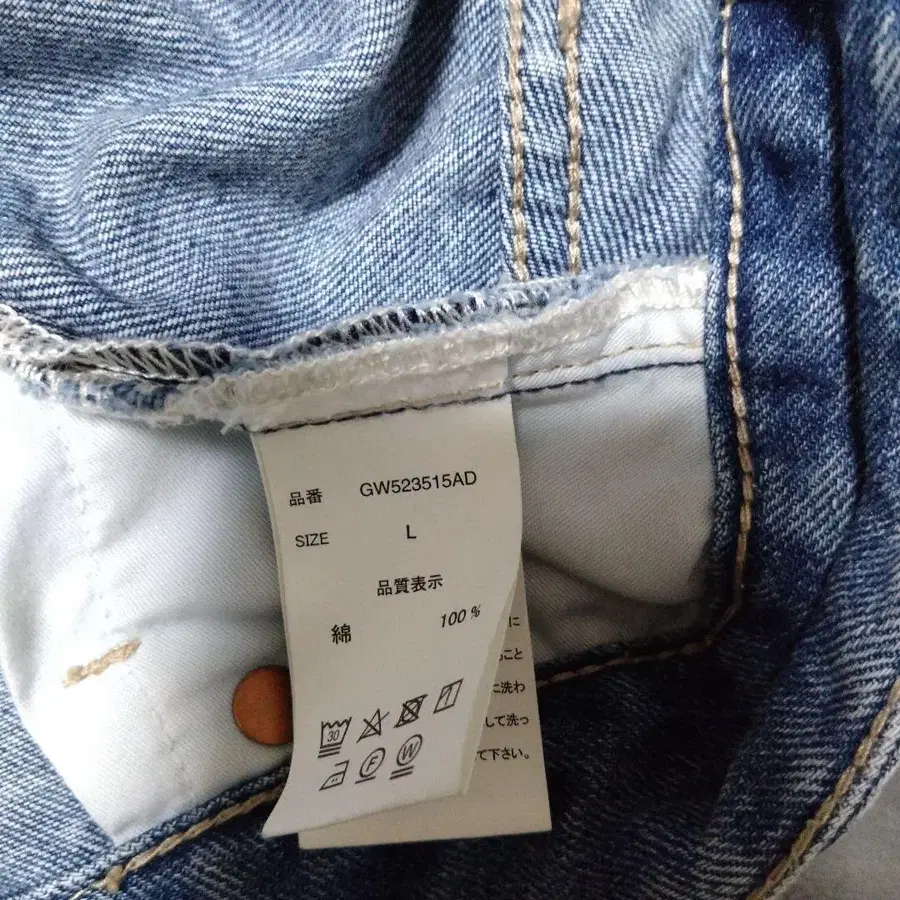 品番 GW523515AD
SIZE L
品質表示
綿 100%
30
F W
に
こと
に洗わ
して洗っ
て下さい。